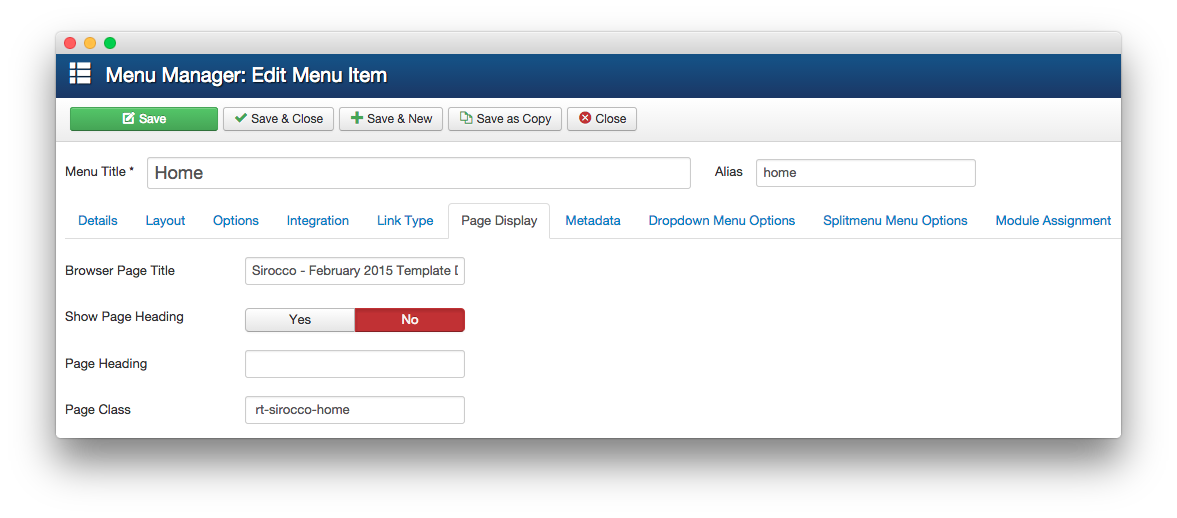 Menu Manager: Edit Menu Item
Save Save & Close Save & New Save as Copy Close
Menu Title * Home Alias home
Details Layout Options Integration Link Type Page Display Metadata Dropdown Menu Options Splitmenu Menu Options Module Assignment
Browser Page Title Sirocco - February 2015 Template
Show Page Heading Yes No
Page Heading
Page Class rt-sirocco-home